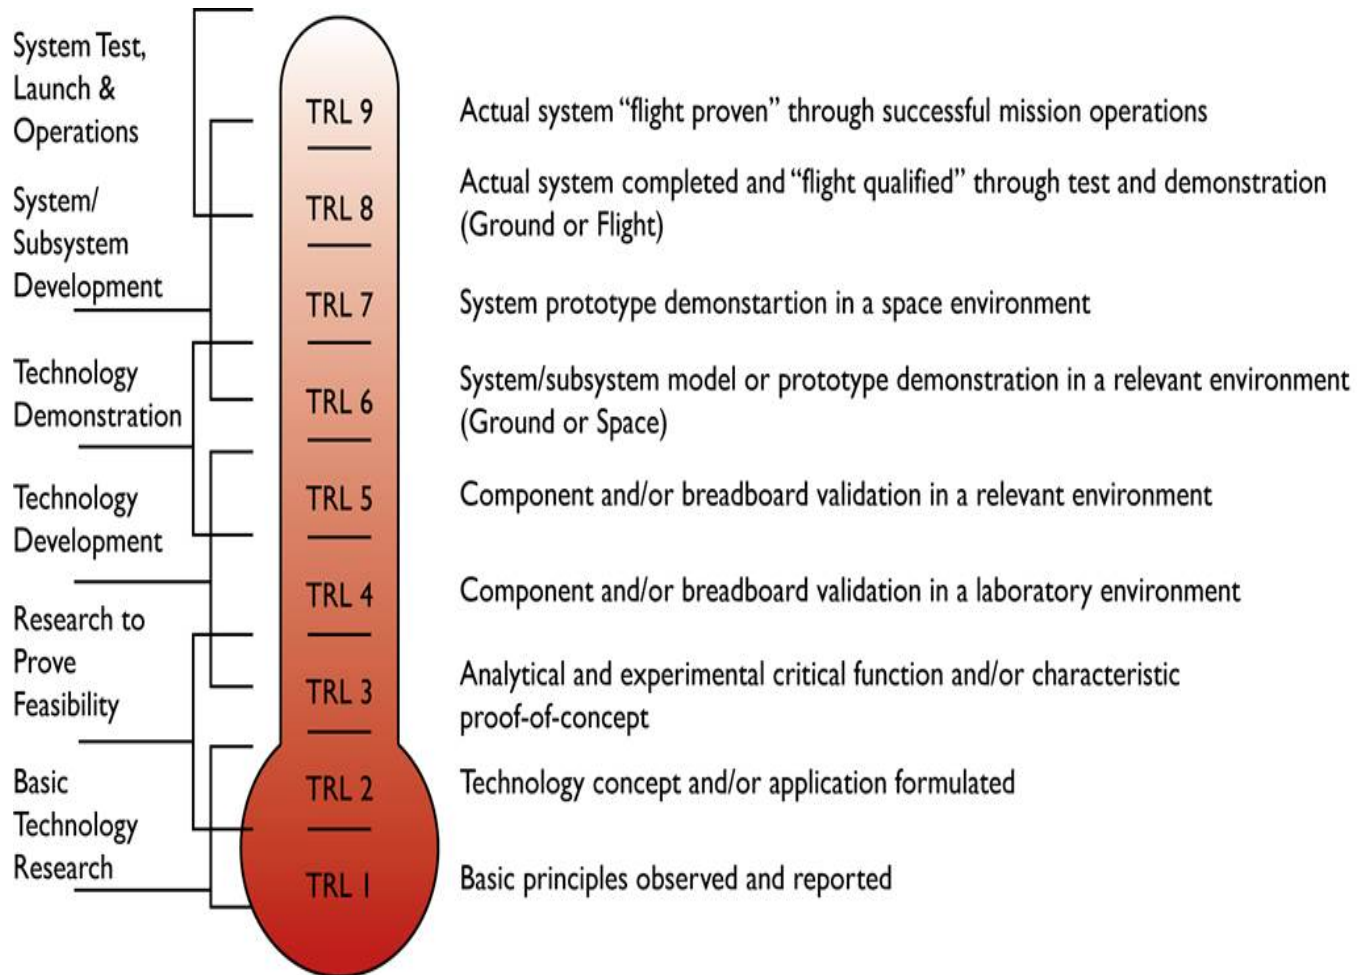 System Test,
Launch &
Operations
System/
Subsystem
Development
Technology
Demonstration
Technology
Development
Research to
Prove
Feasibility
Basic
Technology
Research
TRL 9
TRL 8
TRL 7
TRL 6
TRL 5
TRL 4
TRL 3
TRL 2
TRL 1
Actual system “flight proven” through successful mission operations
Actual system completed and “flight qualified” through test and demonstration
(Ground or Flight)
System prototype demonstartion in a space environment
System/subsystem model or prototype demonstration in a relevant environment
(Ground or Space)
Component and/or breadboard validation in a relevant environment
Component and/or breadboard validation in a laboratory environment
Analytical and experimental critical function and/or characteristic
proof-of-concept
Technology concept and/or application formulated
Basic principles observed and reported